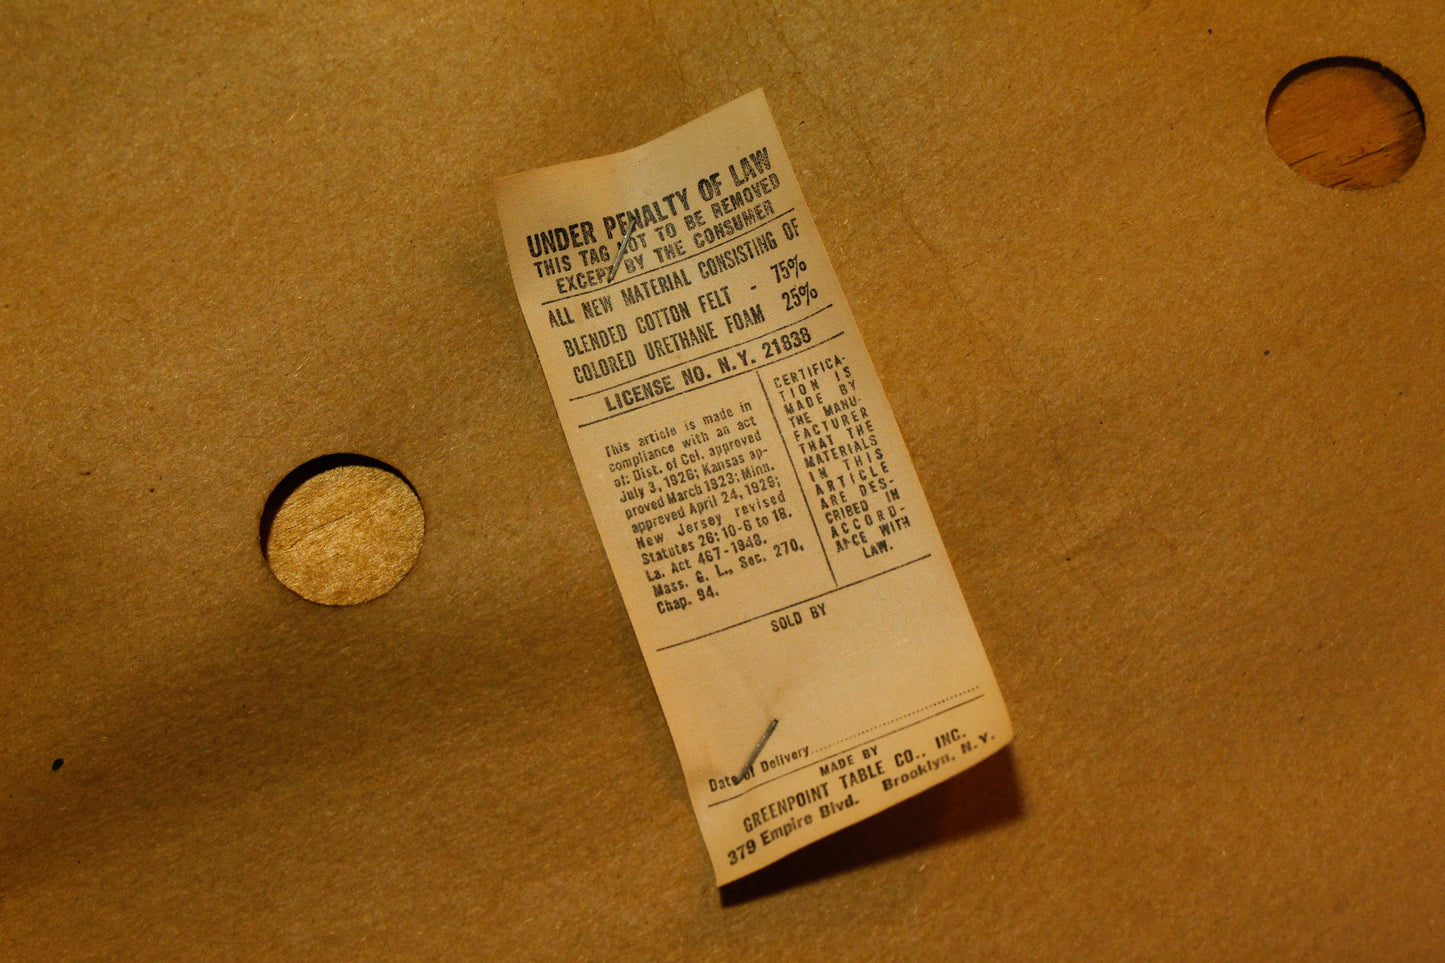 UNDER PENALTY OF LAW
THIS TAG NOT TO BE REMOVED
EXCEPT BY THE CONSUMER
ALL NEW MATERIAL CONSISTING OF
BLENDED COTTON FELT - 75%
COLORED URETHANE FOAM 25%
LICENSE NO. N.Y. 21838
This article is made in
compliance with an act
of: Dist. of Col. approved
July 3, 1926; Kansas ap-
proved March 1923; Minn.
approved April 24, 1929;
New Jersey revised
Statutes 26: 10-6 to 18.
La. Act 467-1948.
Mass. G. L., Sec. 270,
Chap. 94.
CERTIFICA-
TION IS
MADE BY
THE MANU-
FACTURER
THAT THE
MATERIALS
IN THIS
ARTICLE
ARE DES-
CRIBED IN
ACCORD-
ANCE WITH
LAW.
SOLD BY
Date of Delivery
MADE BY
GREENPOINT TABLE CO., INC.
379 Empire Blvd. Brooklyn, N.Y.